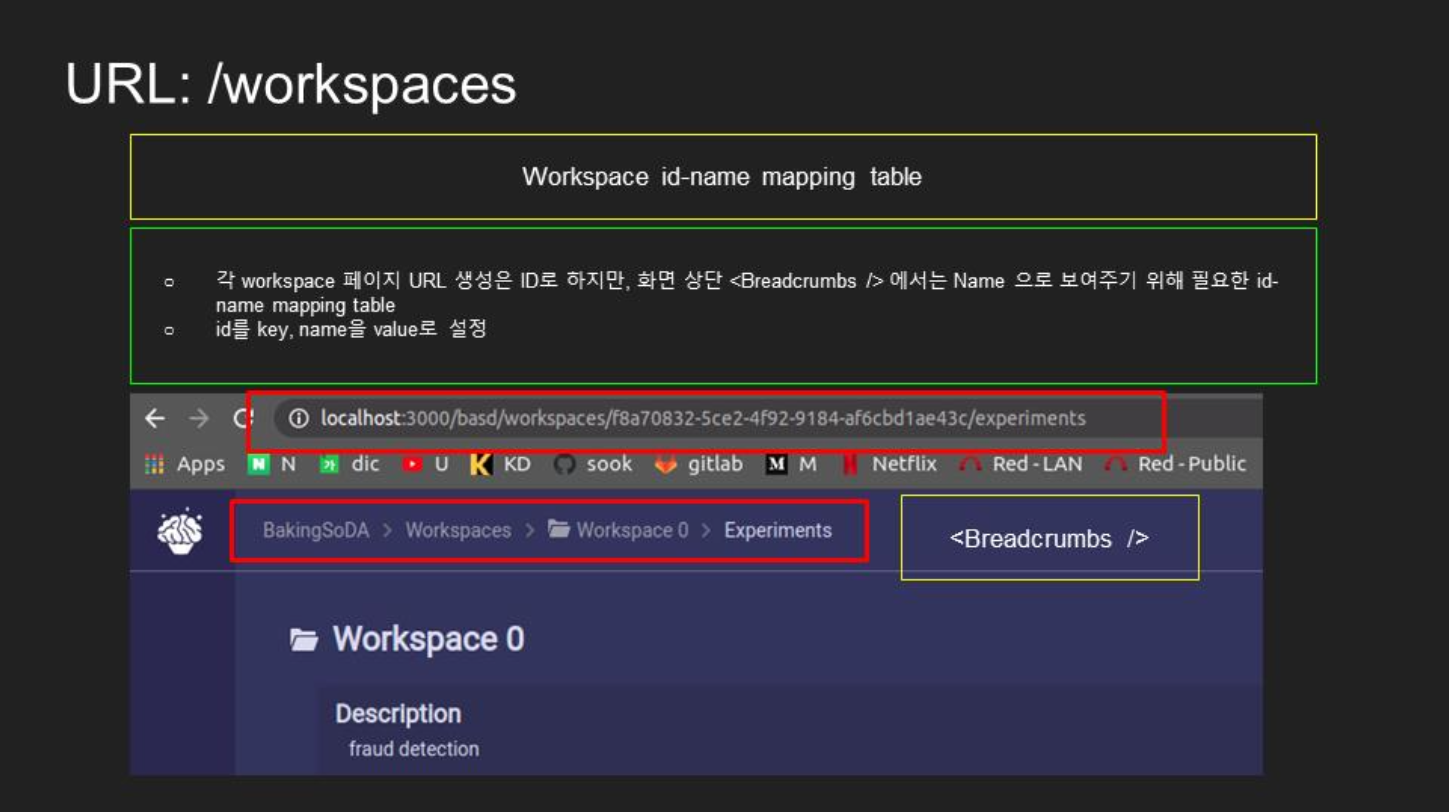 URL: /workspaces
Workspace id-name mapping table
○ 각 workspace 페이지 URL 생성은 ID로 하지만, 화면 상단 <Breadcrumbs /> 에서는 Name 으로 보여주기 위해 필요한 id-
name mapping table
○ id를 key, name을 value로 설정
localhost:3000/basd/workspaces/f8a70832-5ce2-4f92-9184-af6cbd1ae43c/experiments
Apps N N 가 dic U K KD sook gitlab M M Netflix Red-LAN Red-Public
BakingSoDA > Workspaces > Workspace 0 > Experiments
<Breadcrumbs />
Workspace 0
Description
fraud detection